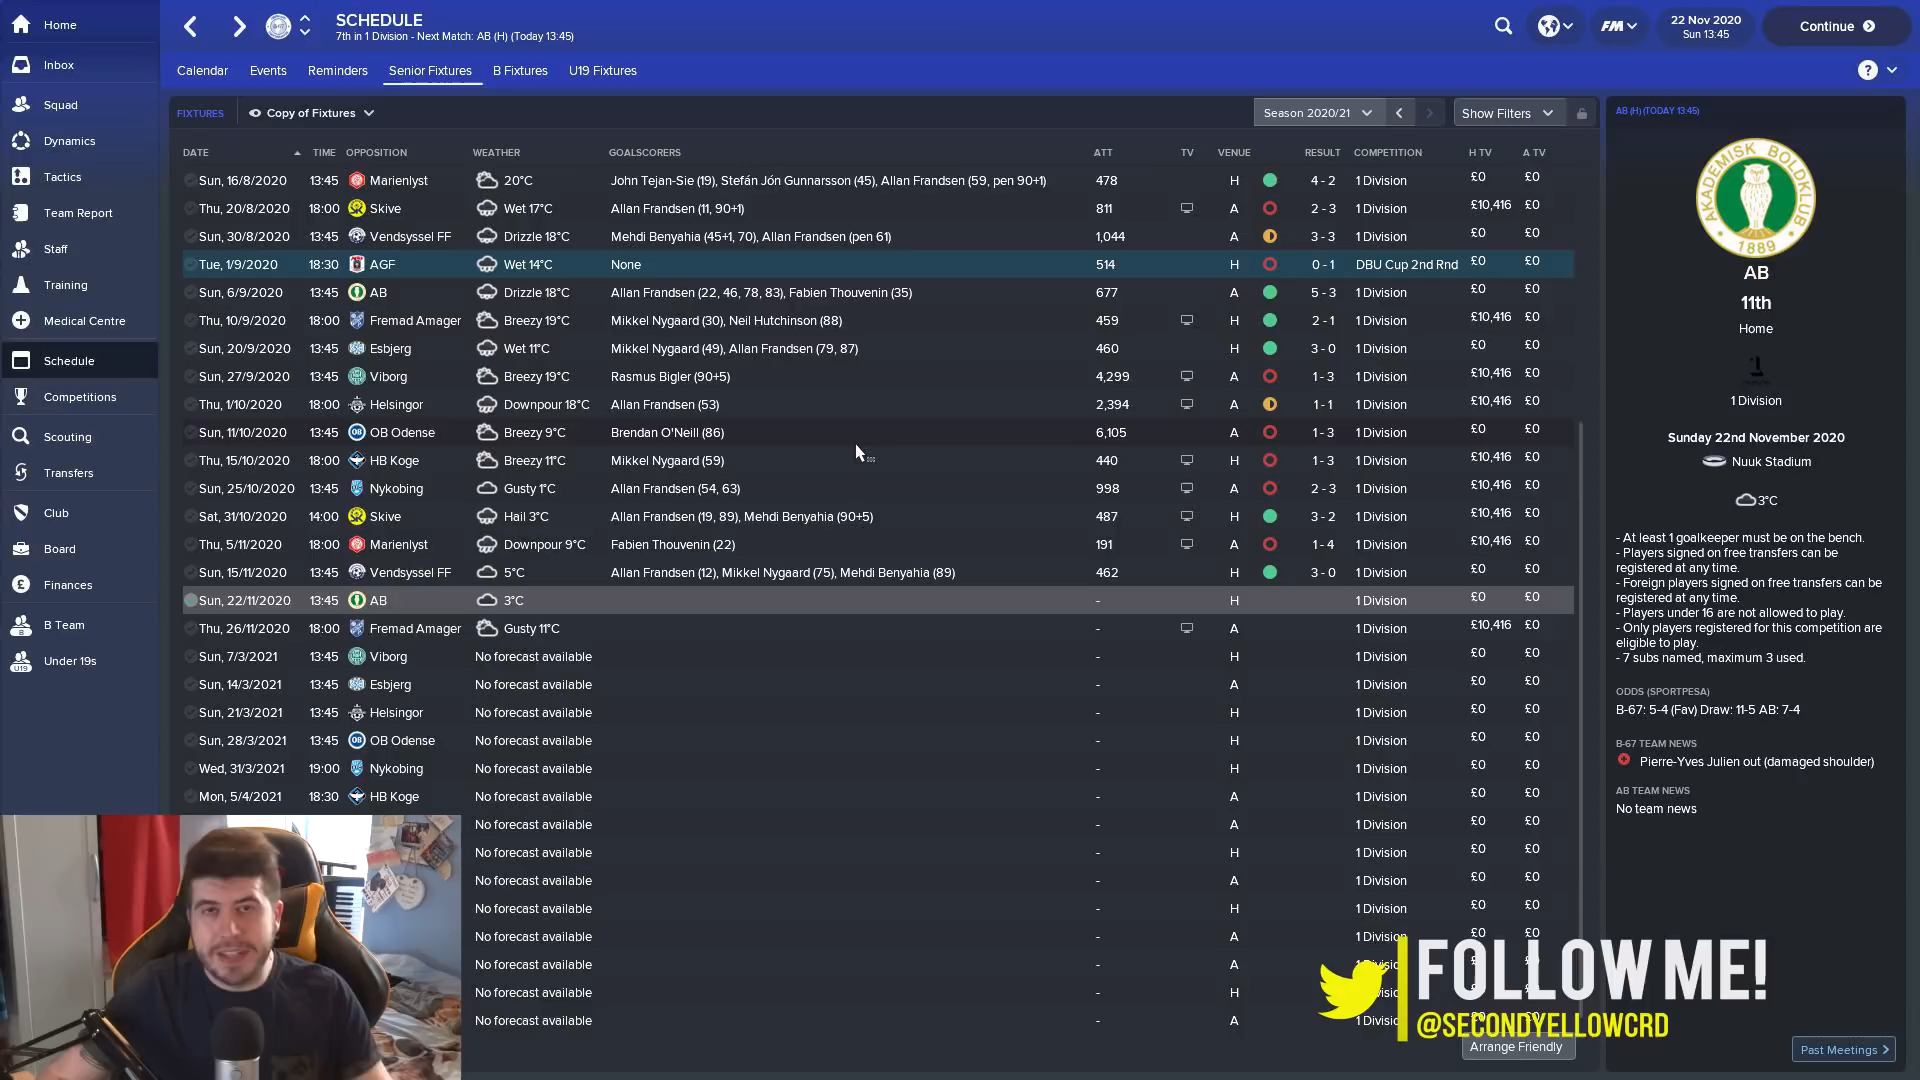 Home
Inbox
Squad
Dynamics
Tactics
Team Report
Staff
Training
Medical Centre
Schedule
Competitions
Scouting
Transfers
Club
Board
Finances
B Team
Under 19s
SCHEDULE
7th in 1 Division - Next Match: AB (H) (Today 13:45)
FM
22 Nov 2020
Sun 13:45
Continue
Calendar Events Reminders Senior Fixtures B Fixtures U19 Fixtures
?
FIXTURES Copy of Fixtures Season 2020/21 Show Filters
DATE TIME OPPOSITION WEATHER GOALSCORERS ATT TV VENUE RESULT COMPETITION H TV A TV
Sun, 16/8/2020 13:45 Marienlyst 20°C John Tejan-Sie (19), Stefán Jón Gunnarsson (45), Allan Frandsen (59, pen 90+1) 478 H 4 - 2 1 Division £0 £0
Thu, 20/8/2020 18:00 Skive Wet 17°C Allan Frandsen (11, 90+1) 811 A 2 - 3 1 Division £10,416 £0
Sun, 30/8/2020 13:45 Vendsyssel FF Drizzle 18°C Mehdi Benyahia (45+1, 70), Allan Frandsen (pen 61) 1,044 A 3 - 3 1 Division £0 £0
Tue, 1/9/2020 18:30 AGF Wet 14°C None 514 H 0 - 1 DBU Cup 2nd Rnd £0 £0
Sun, 6/9/2020 13:45 AB Drizzle 18°C Allan Frandsen (22, 46, 78, 83), Fabien Thouvenin (35) 677 A 5 - 3 1 Division £0 £0
Thu, 10/9/2020 18:00 Fremad Amager Breezy 19°C Mikkel Nygaard (30), Neil Hutchinson (88) 459 H 2 - 1 1 Division £10,416 £0
Sun, 20/9/2020 13:45 Esbjerg Wet 11°C Mikkel Nygaard (49), Allan Frandsen (79, 87) 460 H 3 - 0 1 Division £0 £0
Sun, 27/9/2020 13:45 Viborg Breezy 19°C Rasmus Bigler (90+5) 4,299 A 1 - 3 1 Division £10,416 £0
Thu, 1/10/2020 18:00 Helsingor Downpour 18°C Allan Frandsen (53) 2,394 A 1 - 1 1 Division £10,416 £0
Sun, 11/10/2020 13:45 OB Odense Breezy 9°C Brendan O'Neill (86) 6,105 A 1 - 3 1 Division £0 £0
Thu, 15/10/2020 18:00 HB Koge Breezy 11°C Mikkel Nygaard (59) 440 H 1 - 3 1 Division £10,416 £0
Sun, 25/10/2020 13:45 Nykobing Gusty 1°C Allan Frandsen (54, 63) 998 A 2 - 3 1 Division £10,416 £0
Sat, 31/10/2020 14:00 Skive Hail 3°C Allan Frandsen (19, 89), Mehdi Benyahia (90+5) 487 H 3 - 2 1 Division £10,416 £0
Thu, 5/11/2020 18:00 Marienlyst Downpour 9°C Fabien Thouvenin (22) 191 A 1 - 4 1 Division £10,416 £0
Sun, 15/11/2020 13:45 Vendsyssel FF 5°C Allan Frandsen (12), Mikkel Nygaard (75), Mehdi Benyahia (89) 462 H 3 - 0 1 Division £0 £0
Sun, 22/11/2020 13:45 AB 3°C - H 1 Division £0 £0
Thu, 26/11/2020 18:00 Fremad Amager Gusty 11°C - A 1 Division £10,416 £0
Sun, 7/3/2021 13:45 Viborg No forecast available - H 1 Division £0 £0
Sun, 14/3/2021 13:45 Esbjerg No forecast available - A 1 Division £0 £0
Sun, 21/3/2021 13:45 Helsingor No forecast available - H 1 Division £0 £0
Sun, 28/3/2021 13:45 OB Odense No forecast available - H 1 Division £0 £0
Wed, 31/3/2021 19:00 Nykobing No forecast available - H 1 Division £0 £0
Mon, 5/4/2021 18:30 HB Koge No forecast available - A 1 Division £0 £0
No forecast available - A 1 Division £0 £0
No forecast available - H 1 Division £0 £0
No forecast available - A 1 Division £0 £0
No forecast available - H 1 Division £0 £0
No forecast available - A 1 Division £0 £0
No forecast available - A
No forecast available - H
No forecast available - A
FOLLOW ME!
@SECONDYELLOWCRD
Arrange Friendly
AB (H) (TODAY 13:45)
AKADEMISK BOLDKLUB
1889
AB
11th
Home
1
1 Division
Sunday 22nd November 2020
Nuuk Stadium
3°C
- At least 1 goalkeeper must be on the bench.
- Players signed on free transfers can be
registered at any time.
- Foreign players signed on free transfers can be
registered at any time.
- Players under 16 are not allowed to play.
- Only players registered for this competition are
eligible to play.
- 7 subs named, maximum 3 used.
ODDS (SPORTPESA)
B-67: 5-4 (Fav) Draw: 11-5 AB: 7-4
B-67 TEAM NEWS
Pierre-Yves Julien out (damaged shoulder)
AB TEAM NEWS
No team news
Past Meetings